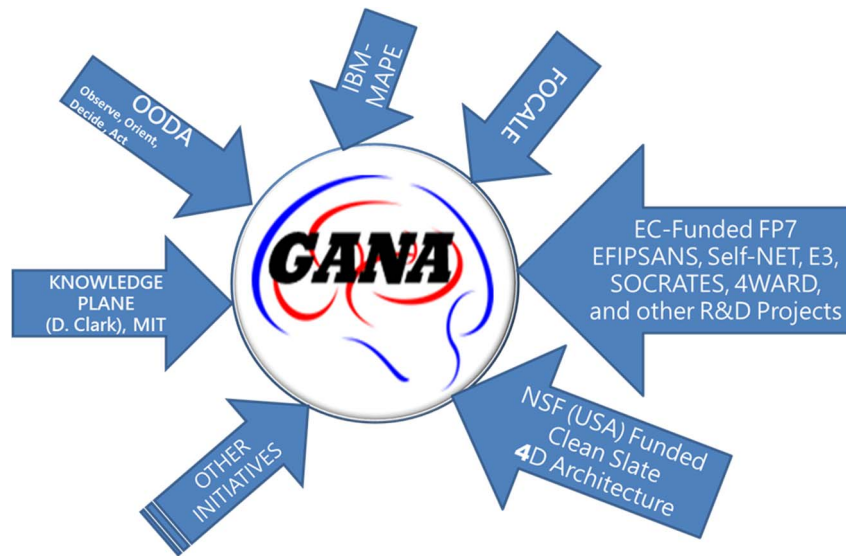 OODA
Observe, Orient,
Decide , Act
IBM-
MAPE
FOCALE
KNOWLEDGE
PLANE
(D. Clark), MIT
GANA
EC-Funded FP7
EFIPSANS, Self-NET, E3,
SOCRATES, 4WARD,
and other R&D Projects
OTHER
INITIATIVES
NSF (USA) Funded
Clean Slate
4D Architecture